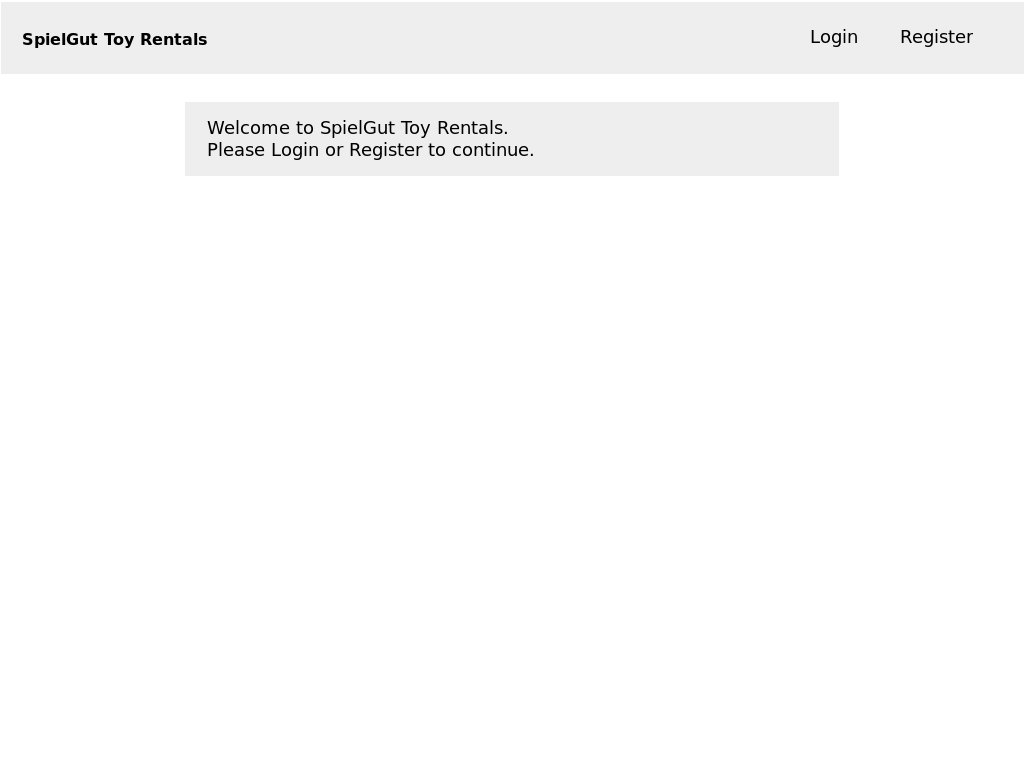 SpielGut Toy Rentals
Login
Register
Welcome to SpielGut Toy Rentals.
Please Login or Register to continue.